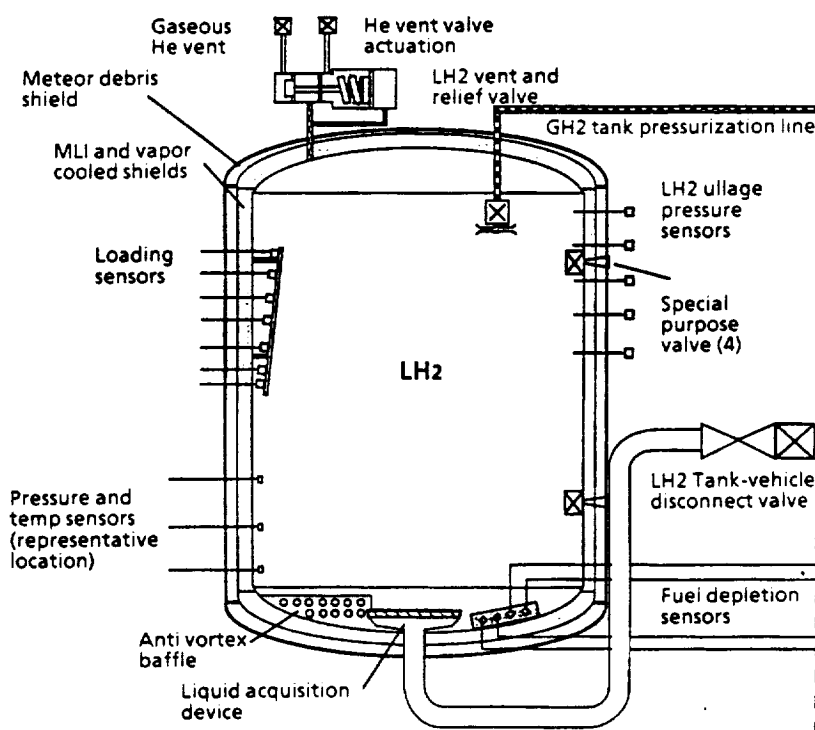 Gaseous
He vent
He vent valve
actuation
Meteor debris
shield
LH2 vent and
relief valve
GH2 tank pressurization line
MLI and vapor
cooled shields
LH2 ullage
pressure
sensors
Loading
sensors
Special
purpose
valve (4)
LH2
LH2 Tank-vehicle
disconnect valve
Pressure and
temp sensors
(representative
location)
Fuel depletion
sensors
Anti vortex
baffle
Liquid acquisition
device